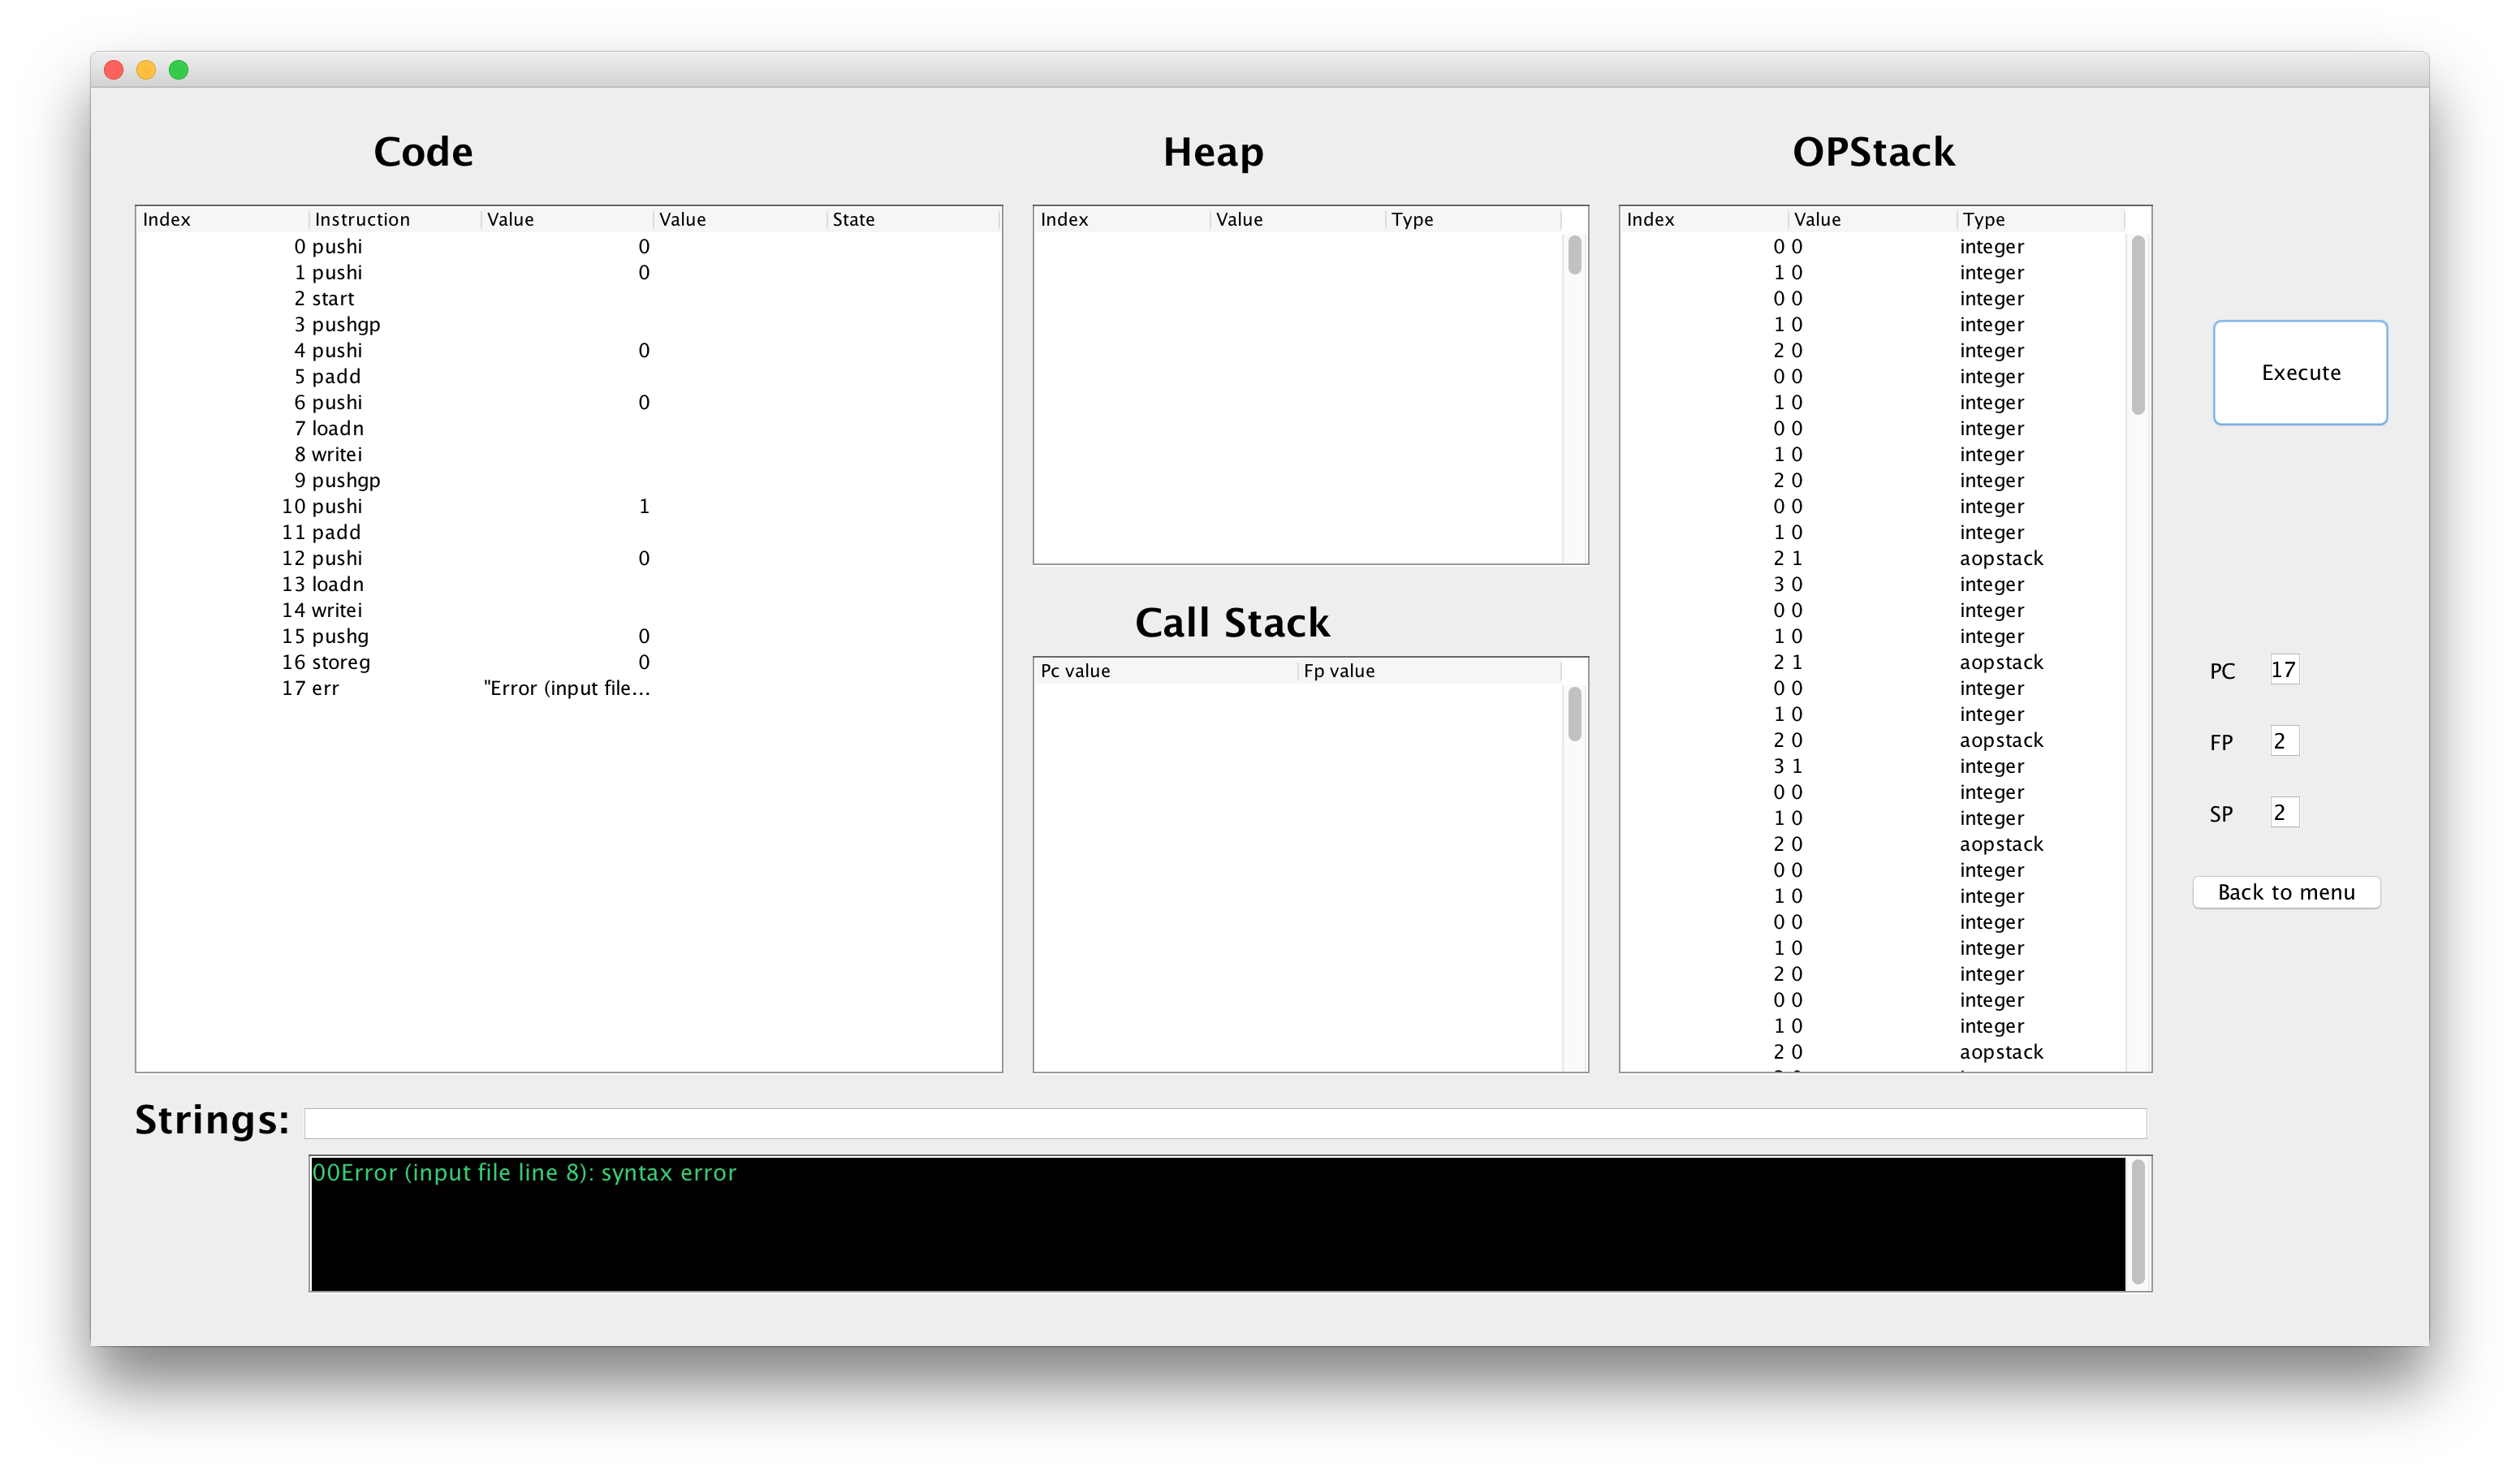 Code
Index Instruction Value Value State
0 pushi 0
1 pushi 0
2 start
3 pushgp
4 pushi 0
5 padd
6 pushi 0
7 loadn
8 writei
9 pushgp
10 pushi 1
11 padd
12 pushi 0
13 loadn
14 writei
15 pushg 0
16 storeg 0
17 err "Error (input file...
Heap
Index Value Type
Call Stack
Pc value Fp value
OPStack
Index Value Type
0 0 integer
1 0 integer
0 0 integer
1 0 integer
2 0 integer
0 0 integer
1 0 integer
0 0 integer
1 0 integer
2 0 integer
0 0 integer
1 0 integer
2 1 aopstack
3 0 integer
0 0 integer
1 0 integer
2 1 aopstack
0 0 integer
1 0 integer
2 0 aopstack
3 1 integer
0 0 integer
1 0 integer
2 0 aopstack
0 0 integer
1 0 integer
0 0 integer
1 0 integer
2 0 integer
0 0 integer
1 0 integer
2 0 aopstack
Execute
PC 17
FP 2
SP 2
Back to menu
Strings:
00Error (input file line 8): syntax error